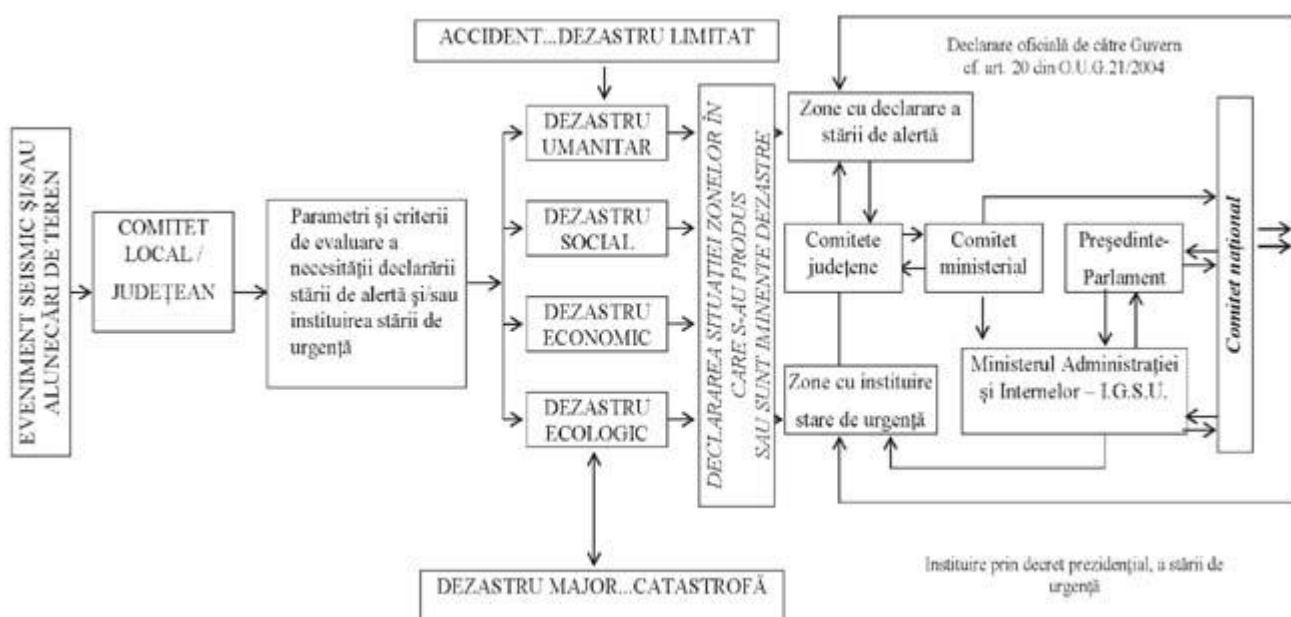 EVENIMENT SEISMIC ŞI/SAU
ALUNECĂRI DE TEREN
COMITET
LOCAL /
JUDEŢEAN
Parametri şi criterii
de evaluare a
necesităţii declarării
stării de alertă şi/sau
instituirea stării de
urgenţă
ACCIDENT...DEZASTRU LIMITAT
DEZASTRU
UMANITAR
DEZASTRU
SOCIAL
DEZASTRU
ECONOMIC
DEZASTRU
ECOLOGIC
DEZASTRU MAJOR...CATASTROFĂ
DECLARAREA SITUAŢIEI ZONELOR ÎN
CARE S-AU PRODUS
SAU SUNT IMINENTE DEZASTRE
Declarare oficială de către Guvern
cf. art. 20 din O.U.G.21/2004
Zone cu declarare a
stării de alertă
Comitete
judeţene
Comitet
ministerial
Preşedinte-
Parlament
Zone cu instituire
stare de urgenţă
Ministerul Administraţiei
şi Internelor – I.G.S.U.
Comitet naţional
Instituire prin decret prezidenţial, a stării de
urgenţă